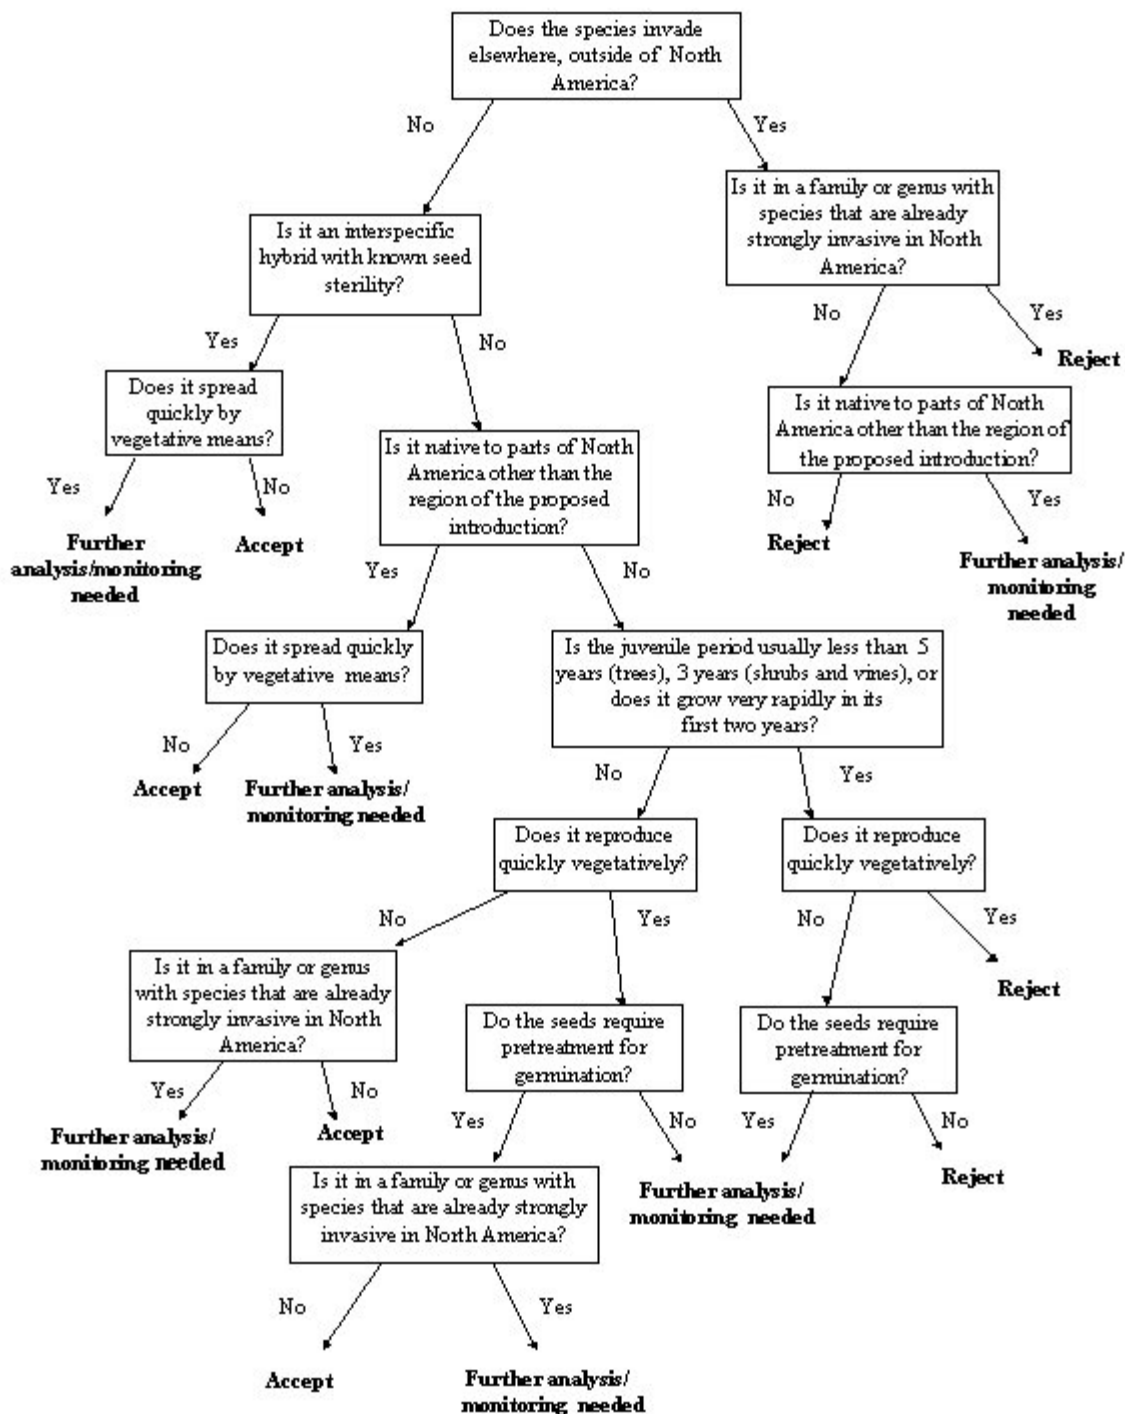 Does the species invade
elsewhere, outside of North
America?
No
Yes
Is it in a family or genus with
species that are already
strongly invasive in North
America?
Is it an interspecific
hybrid with known seed
sterility?
No
Yes
Reject
Yes
No
Does it spread
quickly by
vegetative means?
Is it native to parts of North
America other than the region of
the proposed introduction?
Is it native to parts of North
America other than the
region of the proposed
introduction?
Yes
No
No
Yes
Further
analysis/monitoring
needed
Accept
Reject
Further analysis/
monitoring
needed
Yes
No
Does it spread quickly
by vegetative means?
Is the juvenile period usually less than 5
years (trees), 3 years (shrubs and vines), or
does it grow very rapidly in its
first two years?
No
Yes
Accept
Further analysis/
monitoring needed
No
Yes
Does it reproduce
quickly vegetatively?
Does it reproduce
quickly vegetatively?
No
Yes
No
Yes
Reject
Is it in a family or genus
with species that are already
strongly invasive in North
America?
Do the seeds require
pretreatment for
germination?
Do the seeds require
pretreatment for
germination?
Yes
No
Yes
No
Yes
No
Further analysis/
monitoring needed
Accept
Reject
Is it in a family or genus with
species that are already strongly
invasive in North America?
Further analysis/
monitoring needed
No
Yes
Accept
Further analysis/
monitoring needed